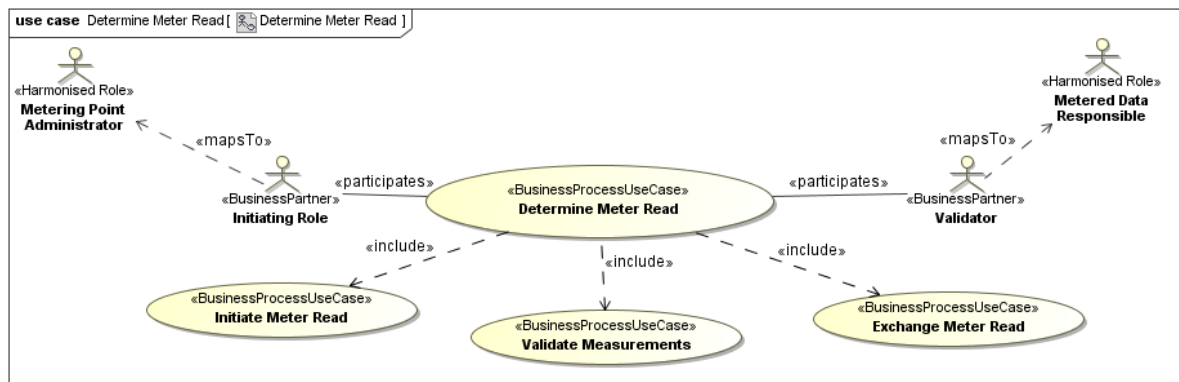 use case Determine Meter Read [ Determine Meter Read ]
«Harmonised Role»
Metering Point
Administrator
«Harmonised Role»
Metered Data
Responsible
«mapsTo»
«mapsTo»
«BusinessPartner»
Initiating Role
«participates»
«BusinessProcessUseCase»
Determine Meter Read
«participates»
«BusinessPartner»
Validator
«include»
«include»
«include»
«BusinessProcessUseCase»
Initiate Meter Read
«BusinessProcessUseCase»
Validate Measurements
«BusinessProcessUseCase»
Exchange Meter Read